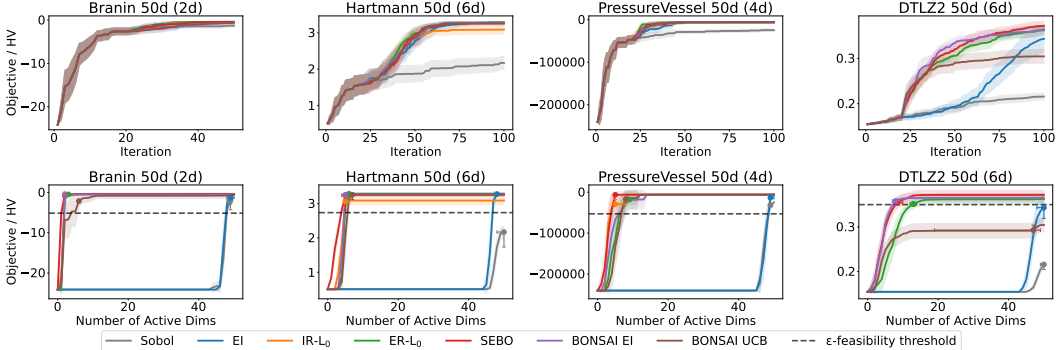 Branin 50d (2d)
Hartmann 50d (6d)
PressureVessel 50d (4d)
DTLZ2 50d (6d)
Objective / HV
0
−10
−20
3
2
1
0
−100000
−200000
0.3
0.2
0 20 40
0 25 50 75 100
0 25 50 75 100
0 25 50 75 100
Iteration
Iteration
Iteration
Iteration
Branin 50d (2d)
Hartmann 50d (6d)
PressureVessel 50d (4d)
DTLZ2 50d (6d)
Objective / HV
0
−10
−20
3
2
1
0
−100000
−200000
0.3
0.2
0 20 40
0 20 40
0 20 40
0 20 40
Number of Active Dims
Number of Active Dims
Number of Active Dims
Number of Active Dims
Sobol EI IR-L₀ ER-L₀ SEBO BONSAI EI BONSAI UCB ε-feasibility threshold